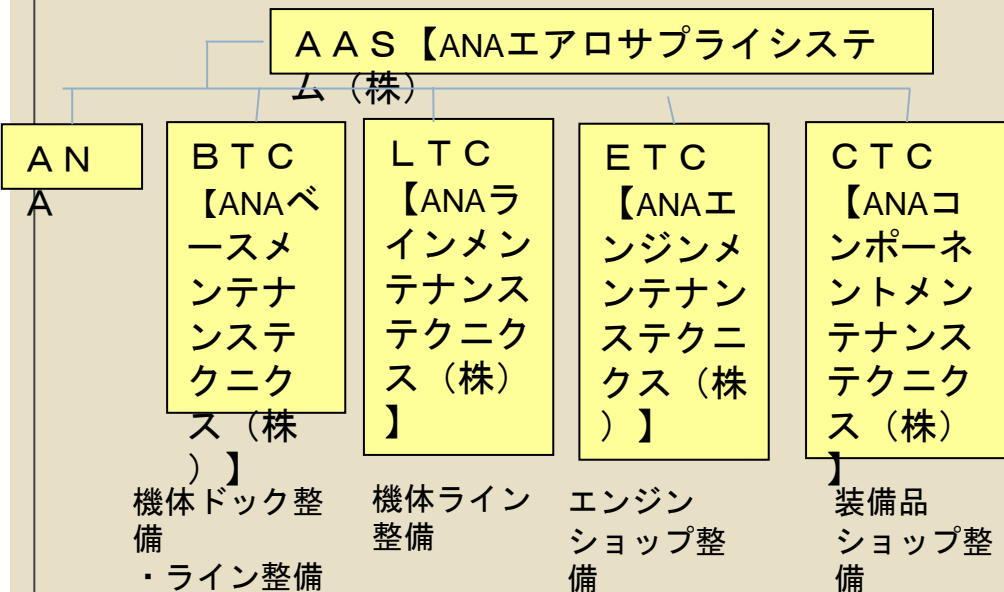 ＡＡＳ【ANAエアロサプライシステ
ム（株）
ＡＮ
Ａ
ＢＴＣ
【ANAベ
ースメ
ンテナ
ンステ
クニク
ス（株
）】
機体ドック整
備
・ライン整備
ＬＴＣ
【ANAラ
インメン
テナンス
テクニク
ス（株）
】
機体ライン
整備
ＥＴＣ
【ANAエ
ンジンメ
ンテナン
ステクニ
クス（株
）】
エンジン
ショップ整
備
ＣＴＣ
【ANAコ
ンポーネ
ントメン
テナンス
テクニク
ス（株）
】
装備品
ショップ整
備